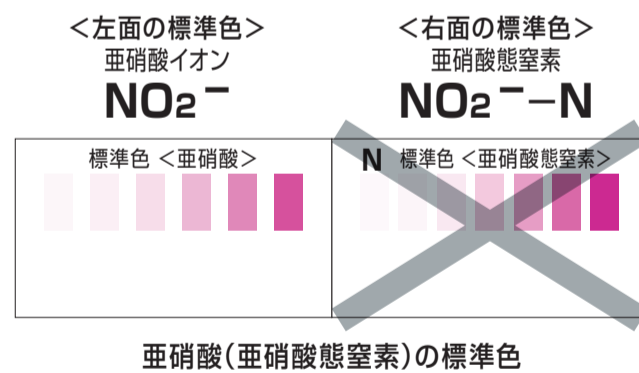 <左面の標準色>
亜硝酸イオン
NO₂⁻
<右面の標準色>
亜硝酸態窒素
NO₂⁻−N
標準色 <亜硝酸>
N 標準色 <亜硝酸態窒素>
亜硝酸(亜硝酸態窒素)の標準色